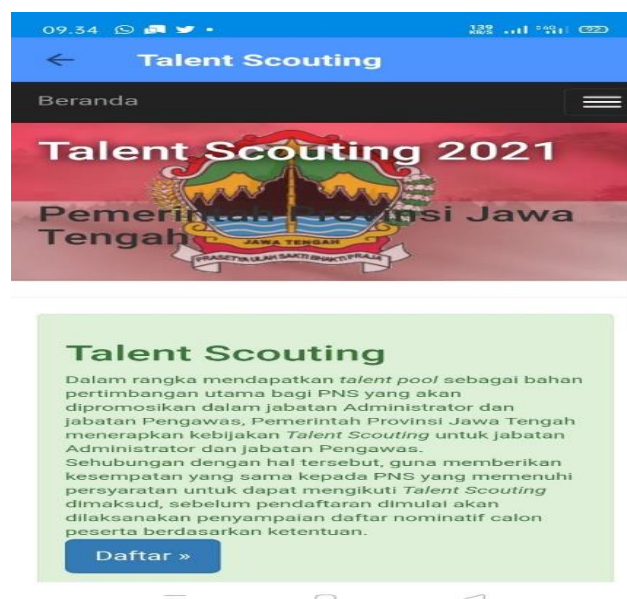 09.34
139
KB/S
22
Talent Scouting
Beranda
Talent Scouting 2021
Pemerintah Provinsi Jawa
Tengah
JAWA TENGAH
PRASETYA ULAH SAKTI BHAKTI PRAJA
Talent Scouting
Dalam rangka mendapatkan talent pool sebagai bahan
pertimbangan utama bagi PNS yang akan
dipromosikan dalam jabatan Administrator dan
jabatan Pengawas, Pemerintah Provinsi Jawa Tengah
menerapkan kebijakan Talent Scouting untuk jabatan
Administrator dan jabatan Pengawas.
Sehubungan dengan hal tersebut, guna memberikan
kesempatan yang sama kepada PNS yang memenuhi
persyaratan untuk dapat mengikuti Talent Scouting
dimaksud, sebelum pendaftaran dimulai akan
dilaksanakan penyampaian daftar nominatif calon
peserta berdasarkan ketentuan.
Daftar »